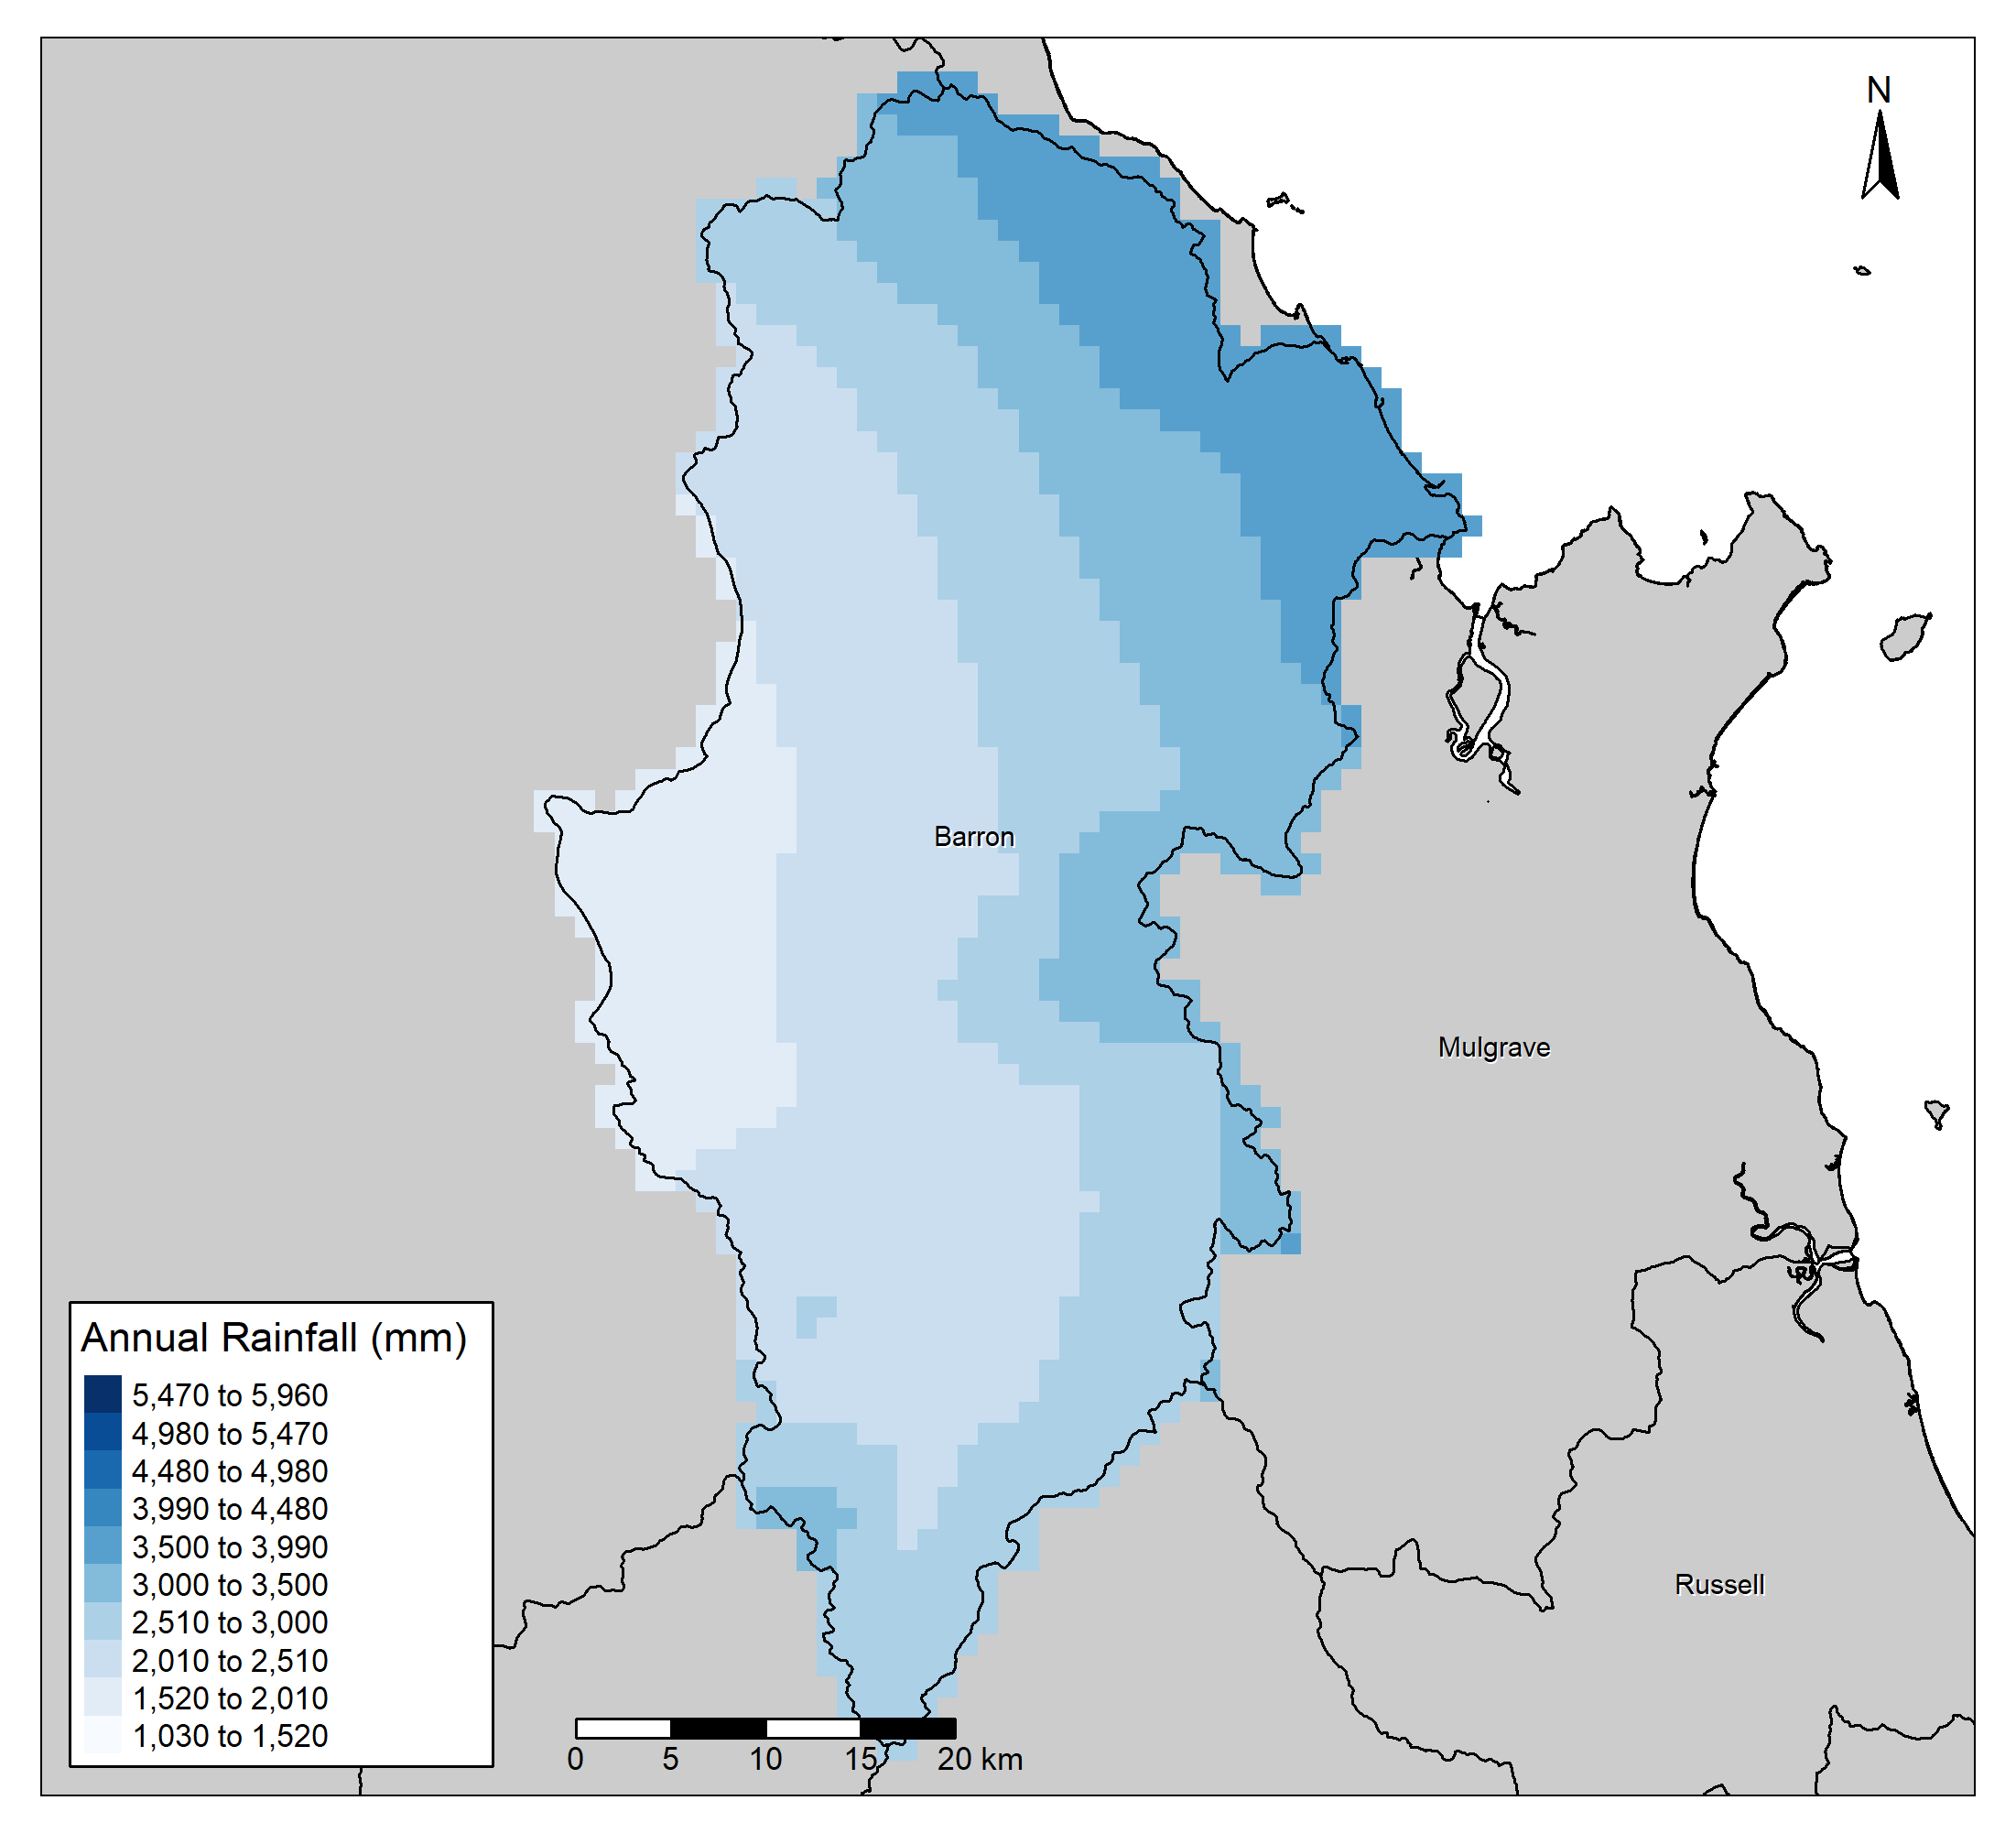 N
Barron
Mulgrave
Russell
Annual Rainfall (mm)
5,470 to 5,960
4,980 to 5,470
4,480 to 4,980
3,990 to 4,480
3,500 to 3,990
3,000 to 3,500
2,510 to 3,000
2,010 to 2,510
1,520 to 2,010
1,030 to 1,520
0 5 10 15 20 km